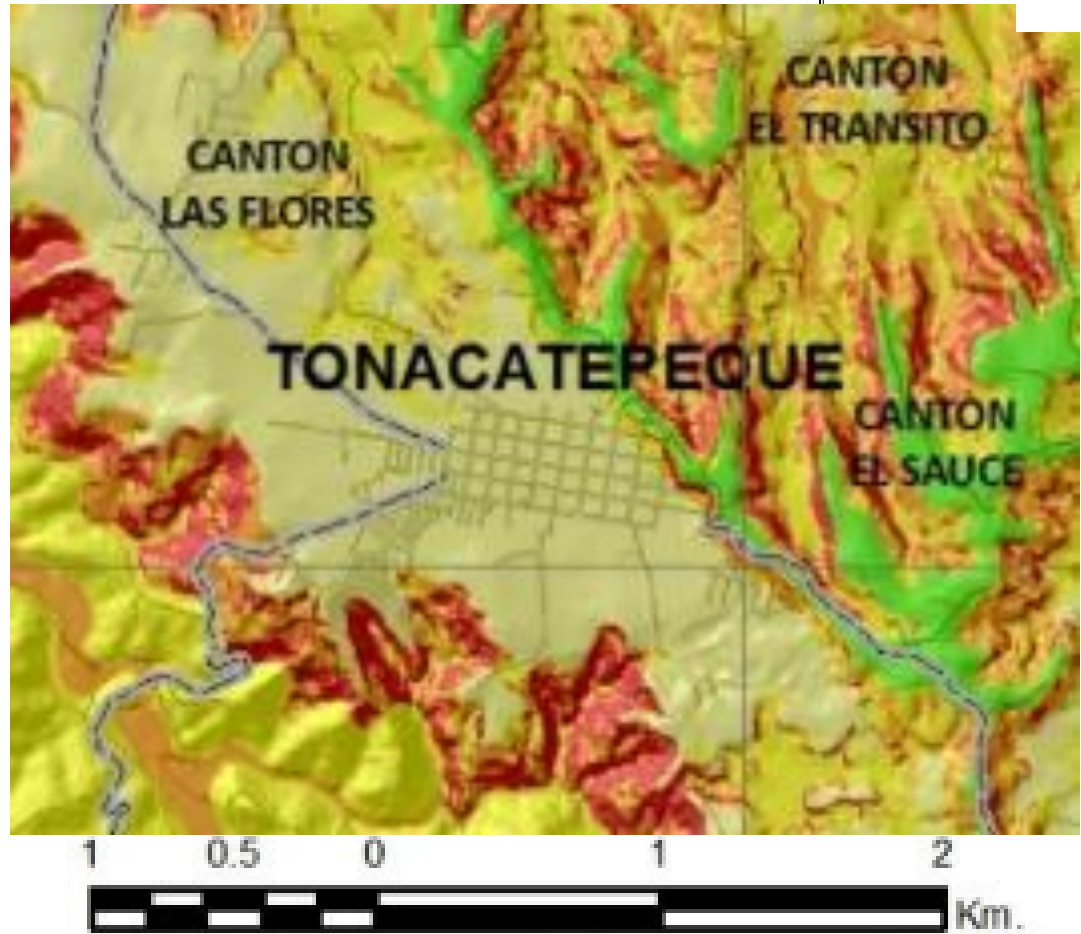 CANTON
EL TRANSITO
CANTON
LAS FLORES
TONACATEPEQUE
CANTON
EL SAUCE
1 0.5 0 1 2
Km.